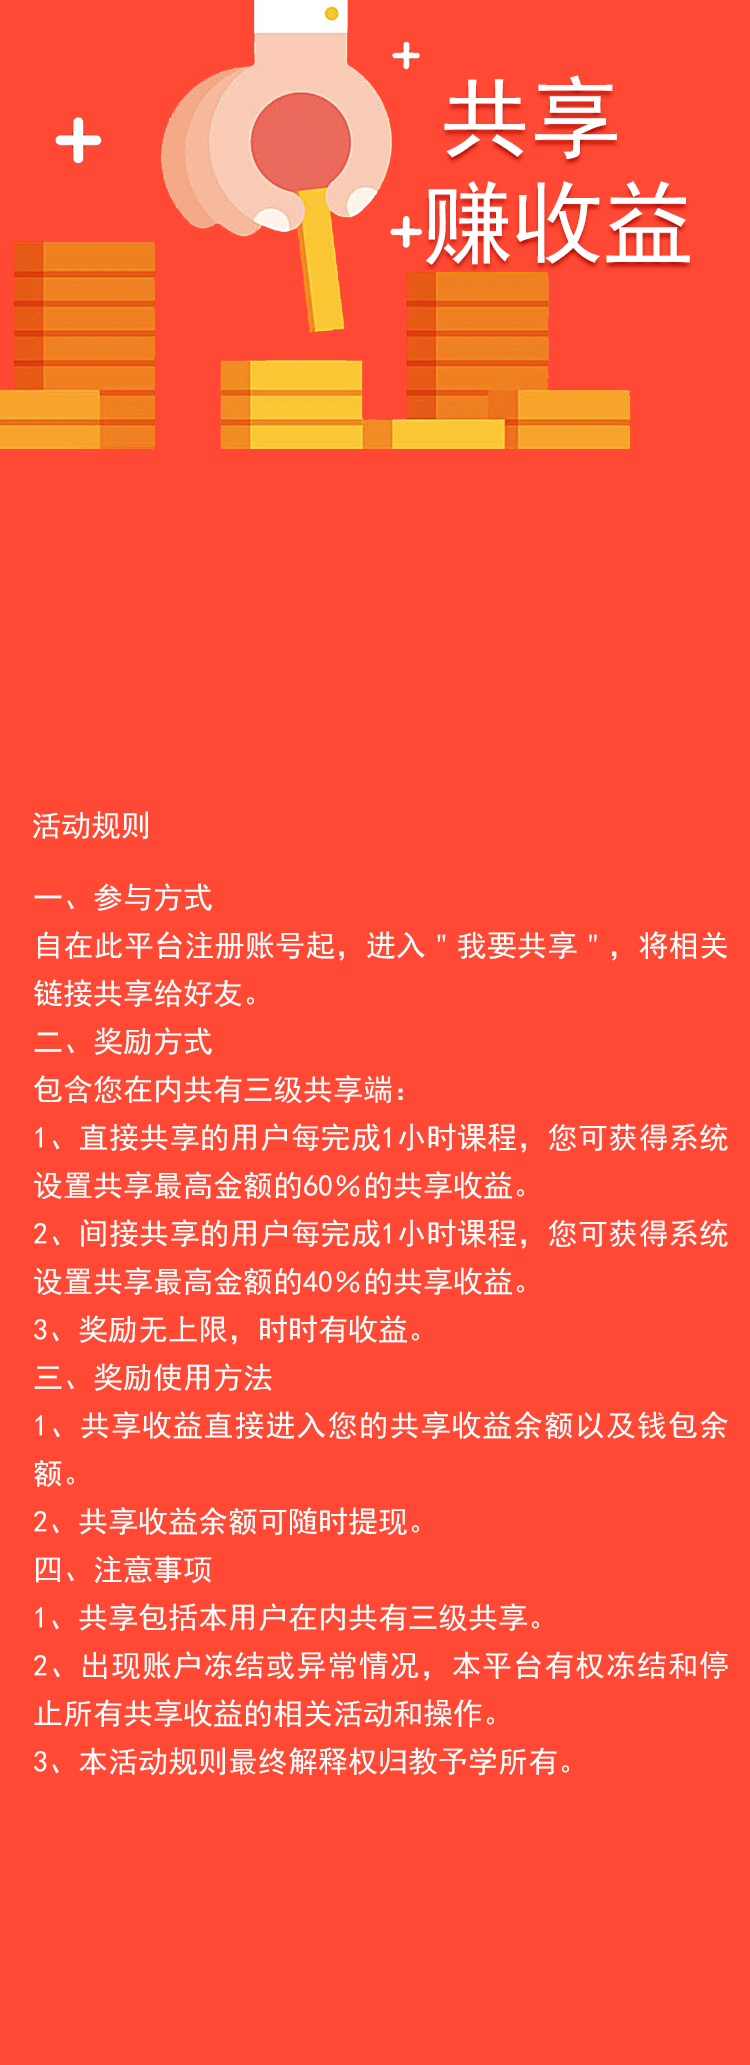 共享
赚收益
活动规则
一、参与方式
自在此平台注册账号起，进入＂我要共享＂，将相关
链接共享给好友。
二、奖励方式
包含您在内共有三级共享端：
1、直接共享的用户每完成1小时课程，您可获得系统
设置共享最高金额的60%的共享收益。
2、间接共享的用户每完成1小时课程，您可获得系统
设置共享最高金额的40%的共享收益。
3、奖励无上限，时时有收益。
三、奖励使用方法
1、共享收益直接进入您的共享收益余额以及钱包余
额。
2、共享收益余额可随时提现。
四、注意事项
1、共享包括本用户在内共有三级共享。
2、出现账户冻结或异常情况，本平台有权冻结和停
止所有共享收益的相关活动和操作。
3、本活动规则最终解释权归教予学所有。